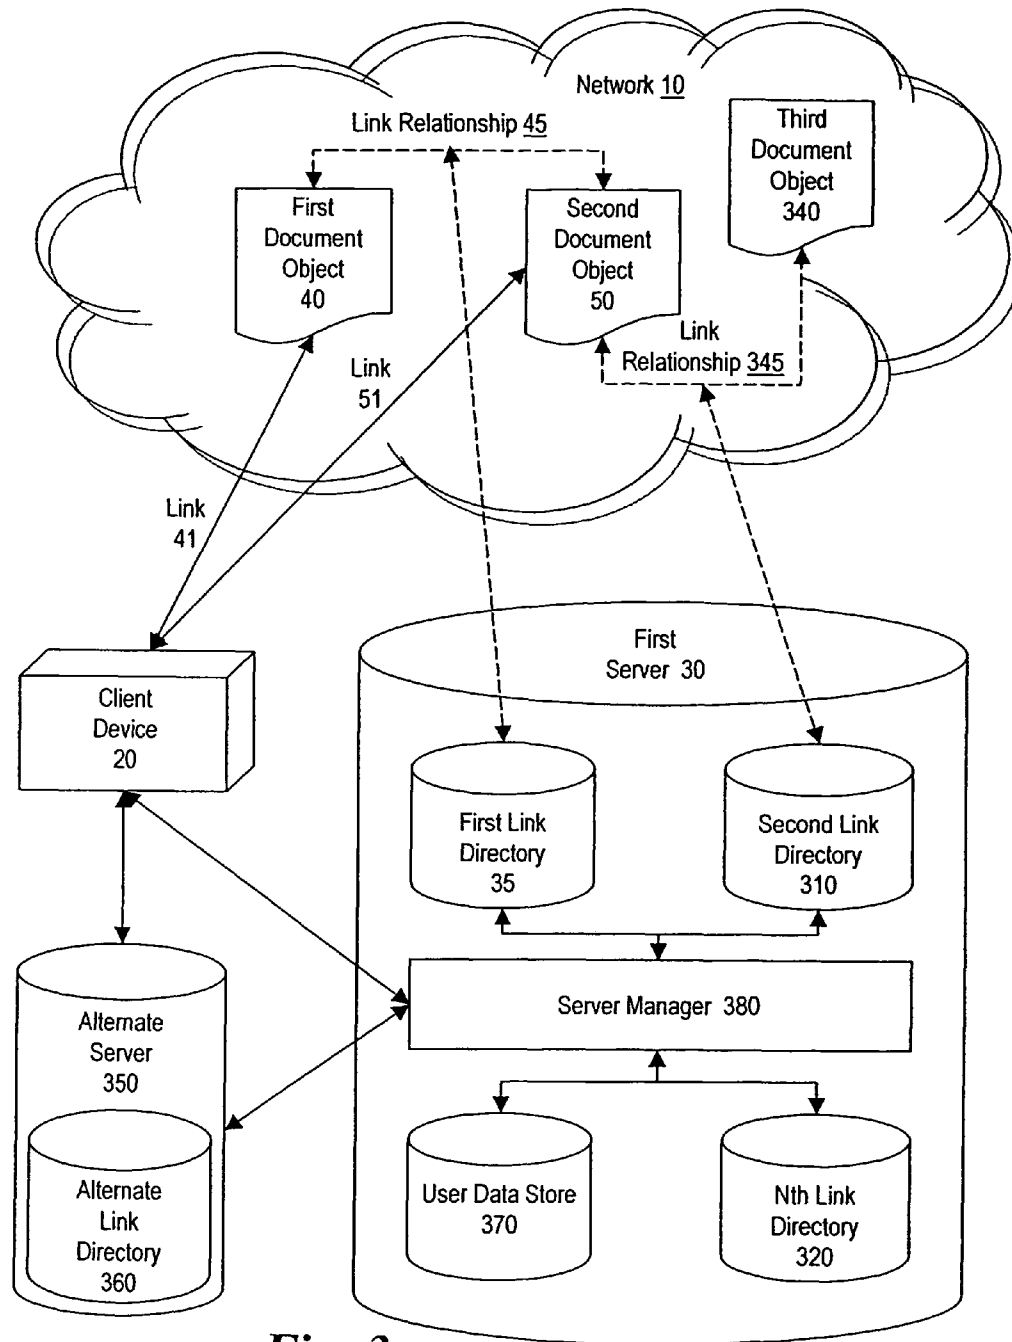 Network 10
Link Relationship 45
Third
Document
Object
340
First
Document
Object
40
Second
Document
Object
50
Link
Relationship 345
Link
51
Link
41
First
Server 30
Client
Device
20
First Link
Directory
35
Second Link
Directory
310
Server Manager 380
Alternate
Server
350
Alternate
Link
Directory
360
User Data Store
370
Nth Link
Directory
320
Fig. 3